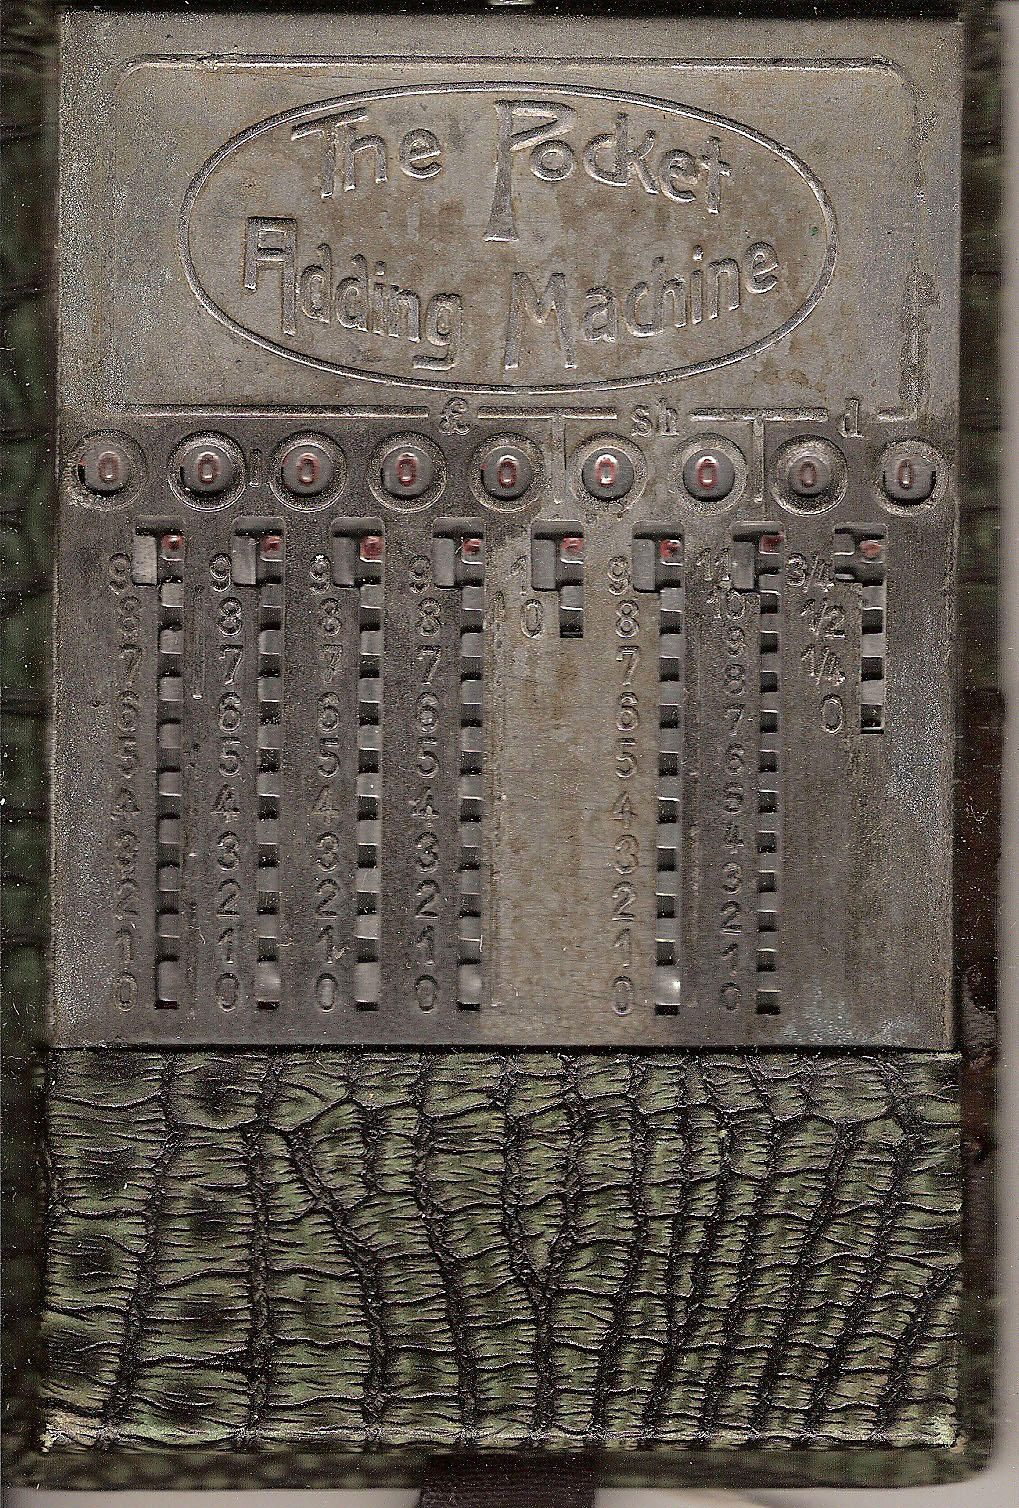 The Pocket
Adding Machine
£ sh d
0 0 0 0 0 0 0 0 0
9 9 9 9 1 9 11 3/4
8 8 8 8 0 8 10 1/2
7 7 7 7 7 9 1/4
8
6 6 6 6 6 7 0
5 5 5 5 5 6
4 4 4 4 4 5
3 3 3 3 3 4
2 2 2 2 2 3
2
1 1 1 1 1 1
0 0 0 0 0 0